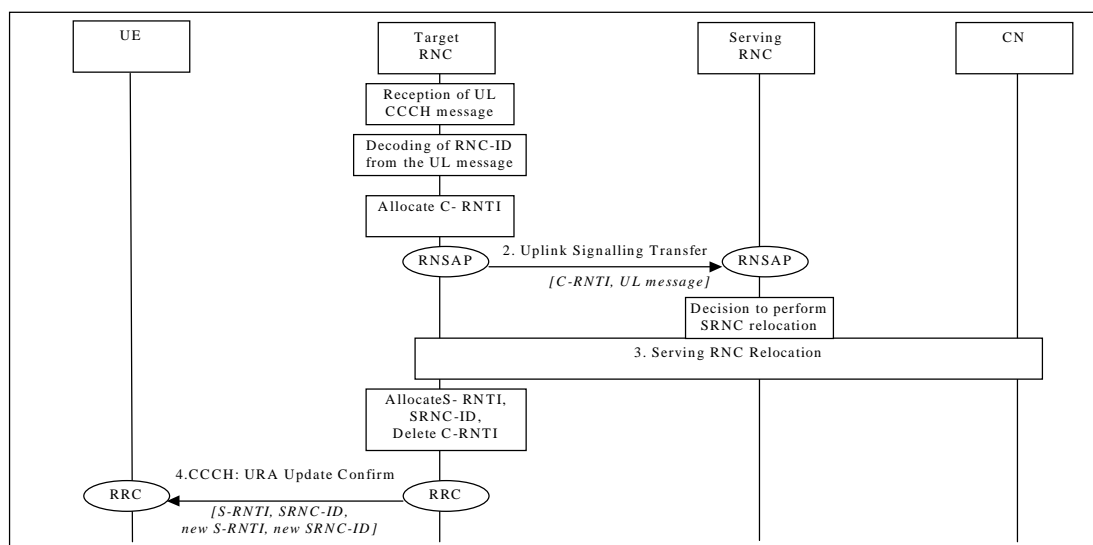 UE
Target
RNC
Serving
RNC
CN
Reception of UL
CCCH message
Decoding of RNC-ID
from the UL message
Allocate C- RNTI
RNSAP
2. Uplink Signalling Transfer
RNSAP
[C-RNTI, UL message]
Decision to perform
SRNC relocation
3. Serving RNC Relocation
AllocateS- RNTI,
SRNC-ID,
Delete C-RNTI
4.CCCH: URA Update Confirm
RRC
RRC
[S-RNTI, SRNC-ID,
new S-RNTI, new SRNC-ID]